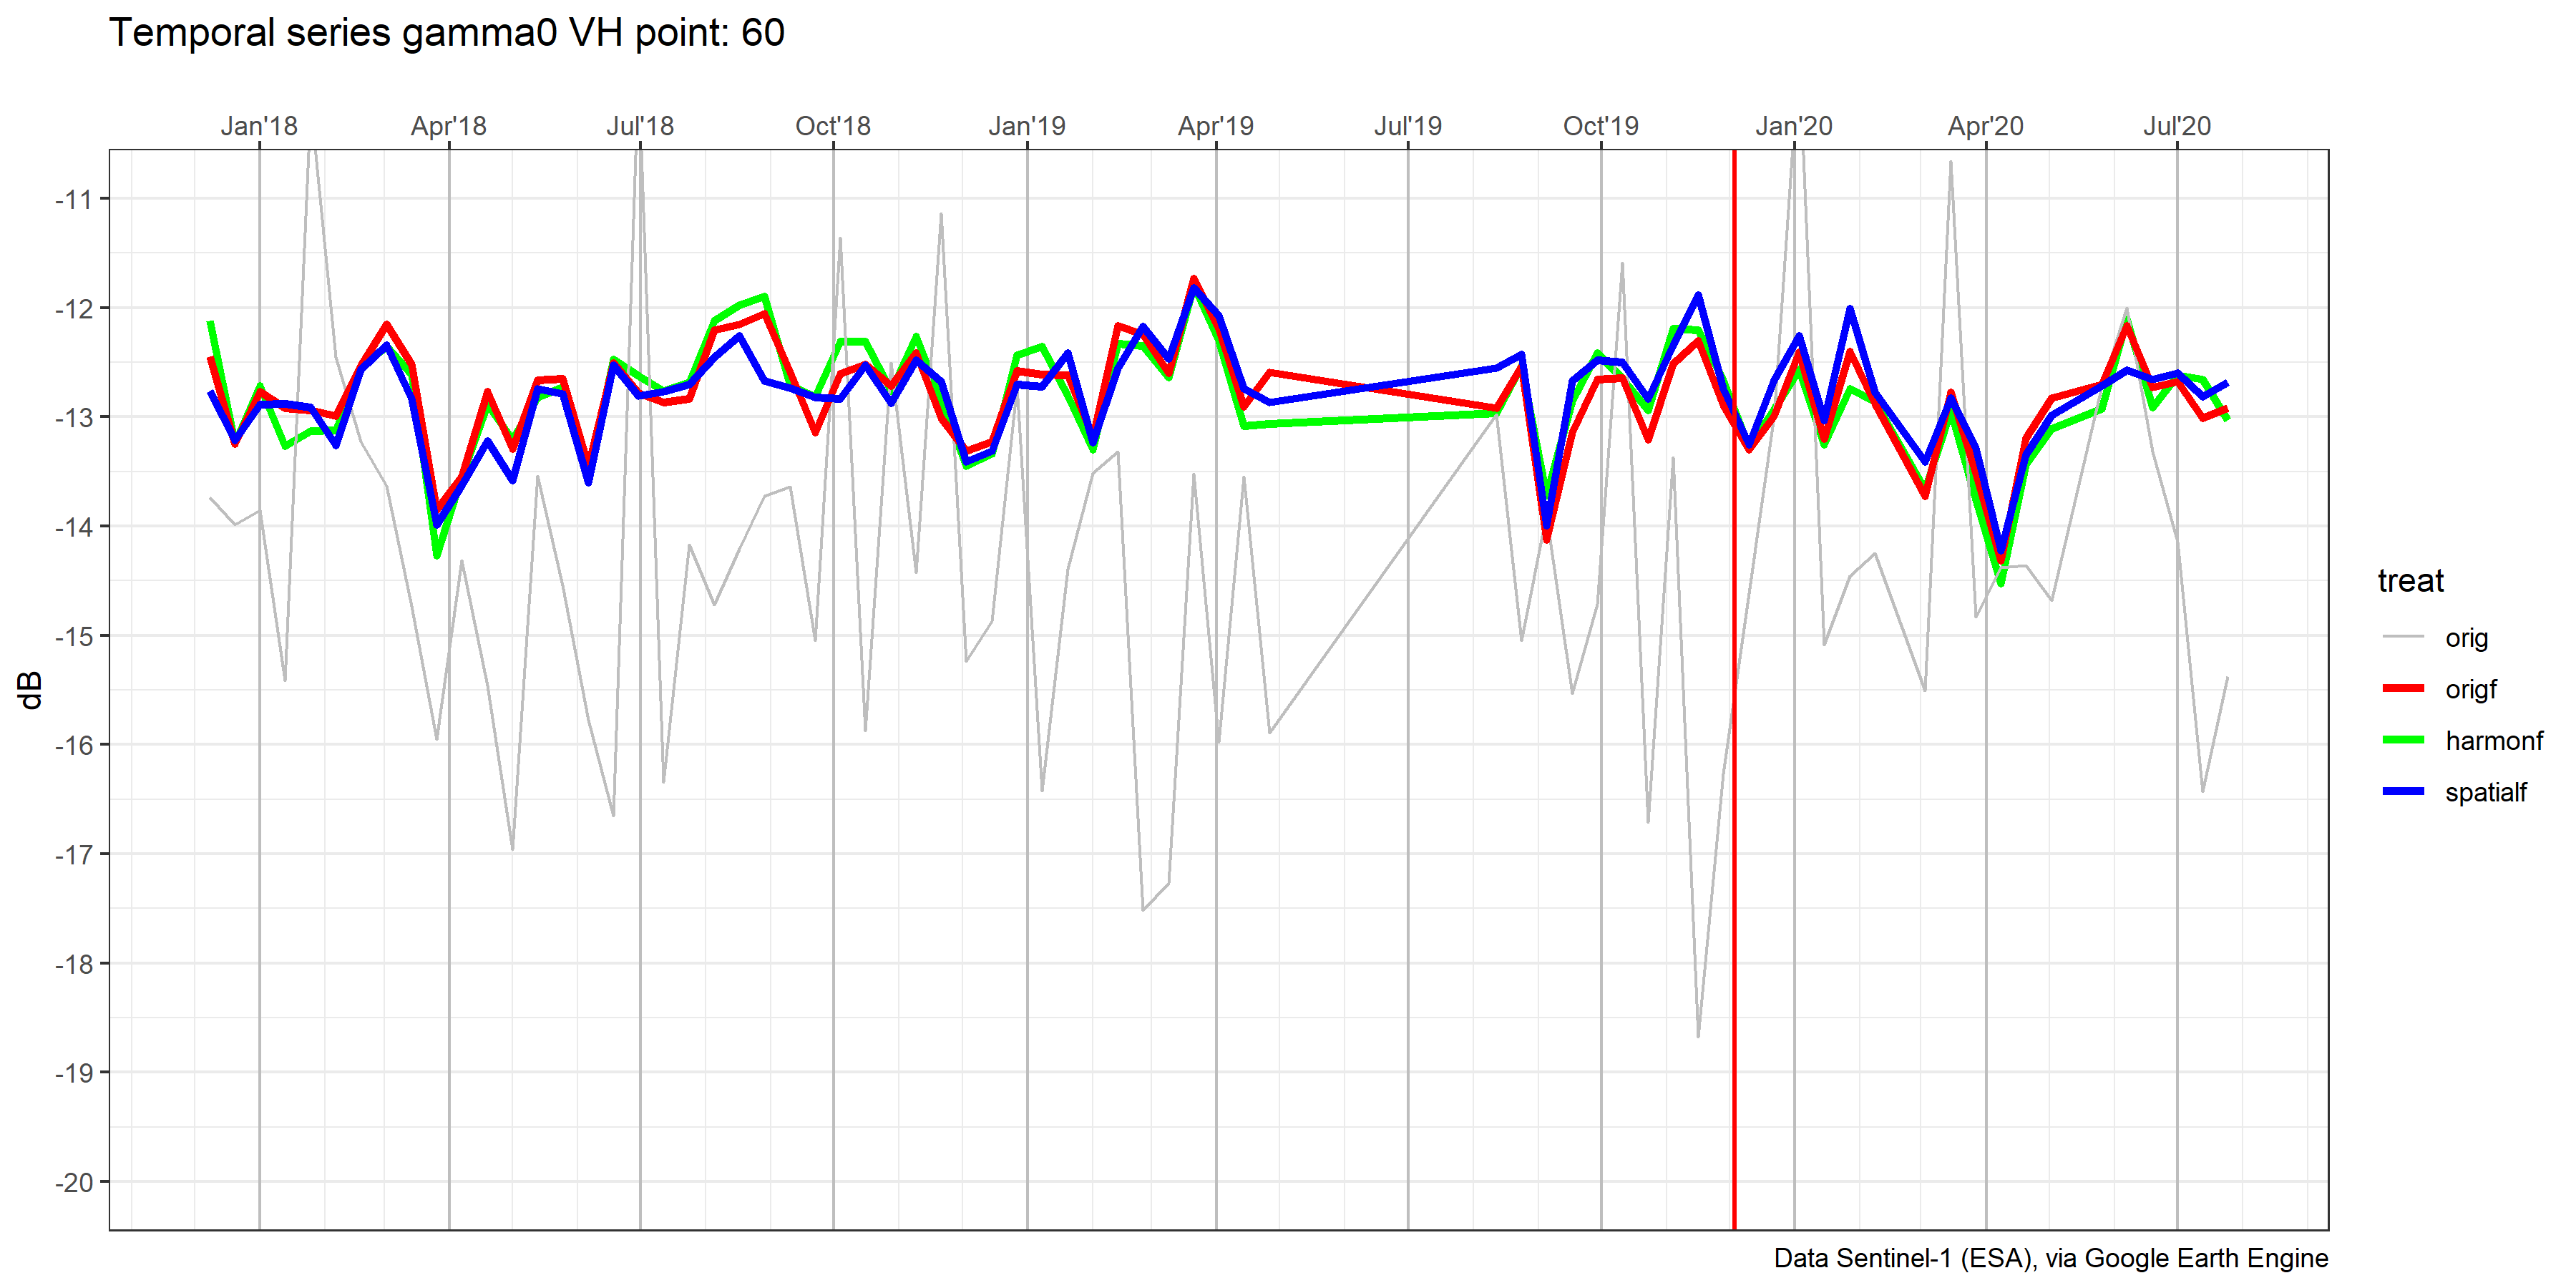 Temporal series gamma0 VH point: 60
Jan'18 Apr'18 Jul'18 Oct'18 Jan'19 Apr'19 Jul'19 Oct'19 Jan'20 Apr'20 Jul'20
-11
-12
-13
-14
-15
-16
-17
-18
-19
-20
dB
treat
orig
origf
harmonf
spatialf
Data Sentinel-1 (ESA), via Google Earth Engine